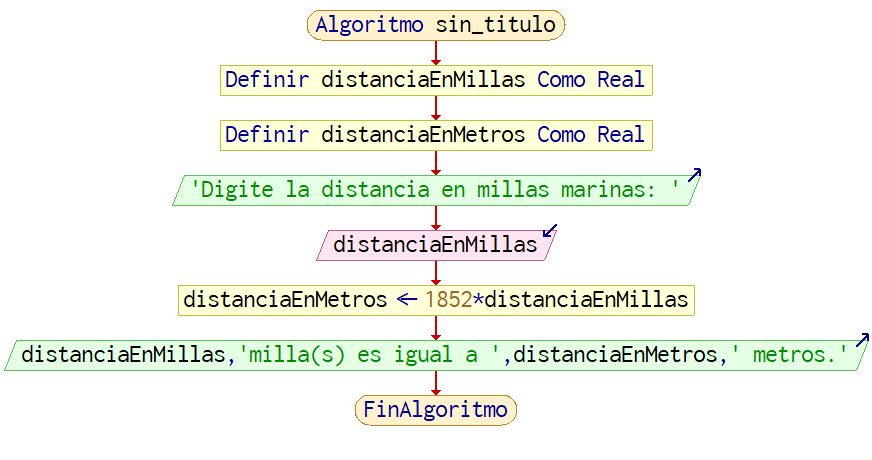 Algoritmo sin_titulo
Definir distanciaEnMillas Como Real
Definir distanciaEnMetros Como Real
'Digite la distancia en millas marinas: '
distanciaEnMillas
distanciaEnMetros ← 1852*distanciaEnMillas
distanciaEnMillas,'milla(s) es igual a ',distanciaEnMetros,' metros.'
FinAlgoritmo